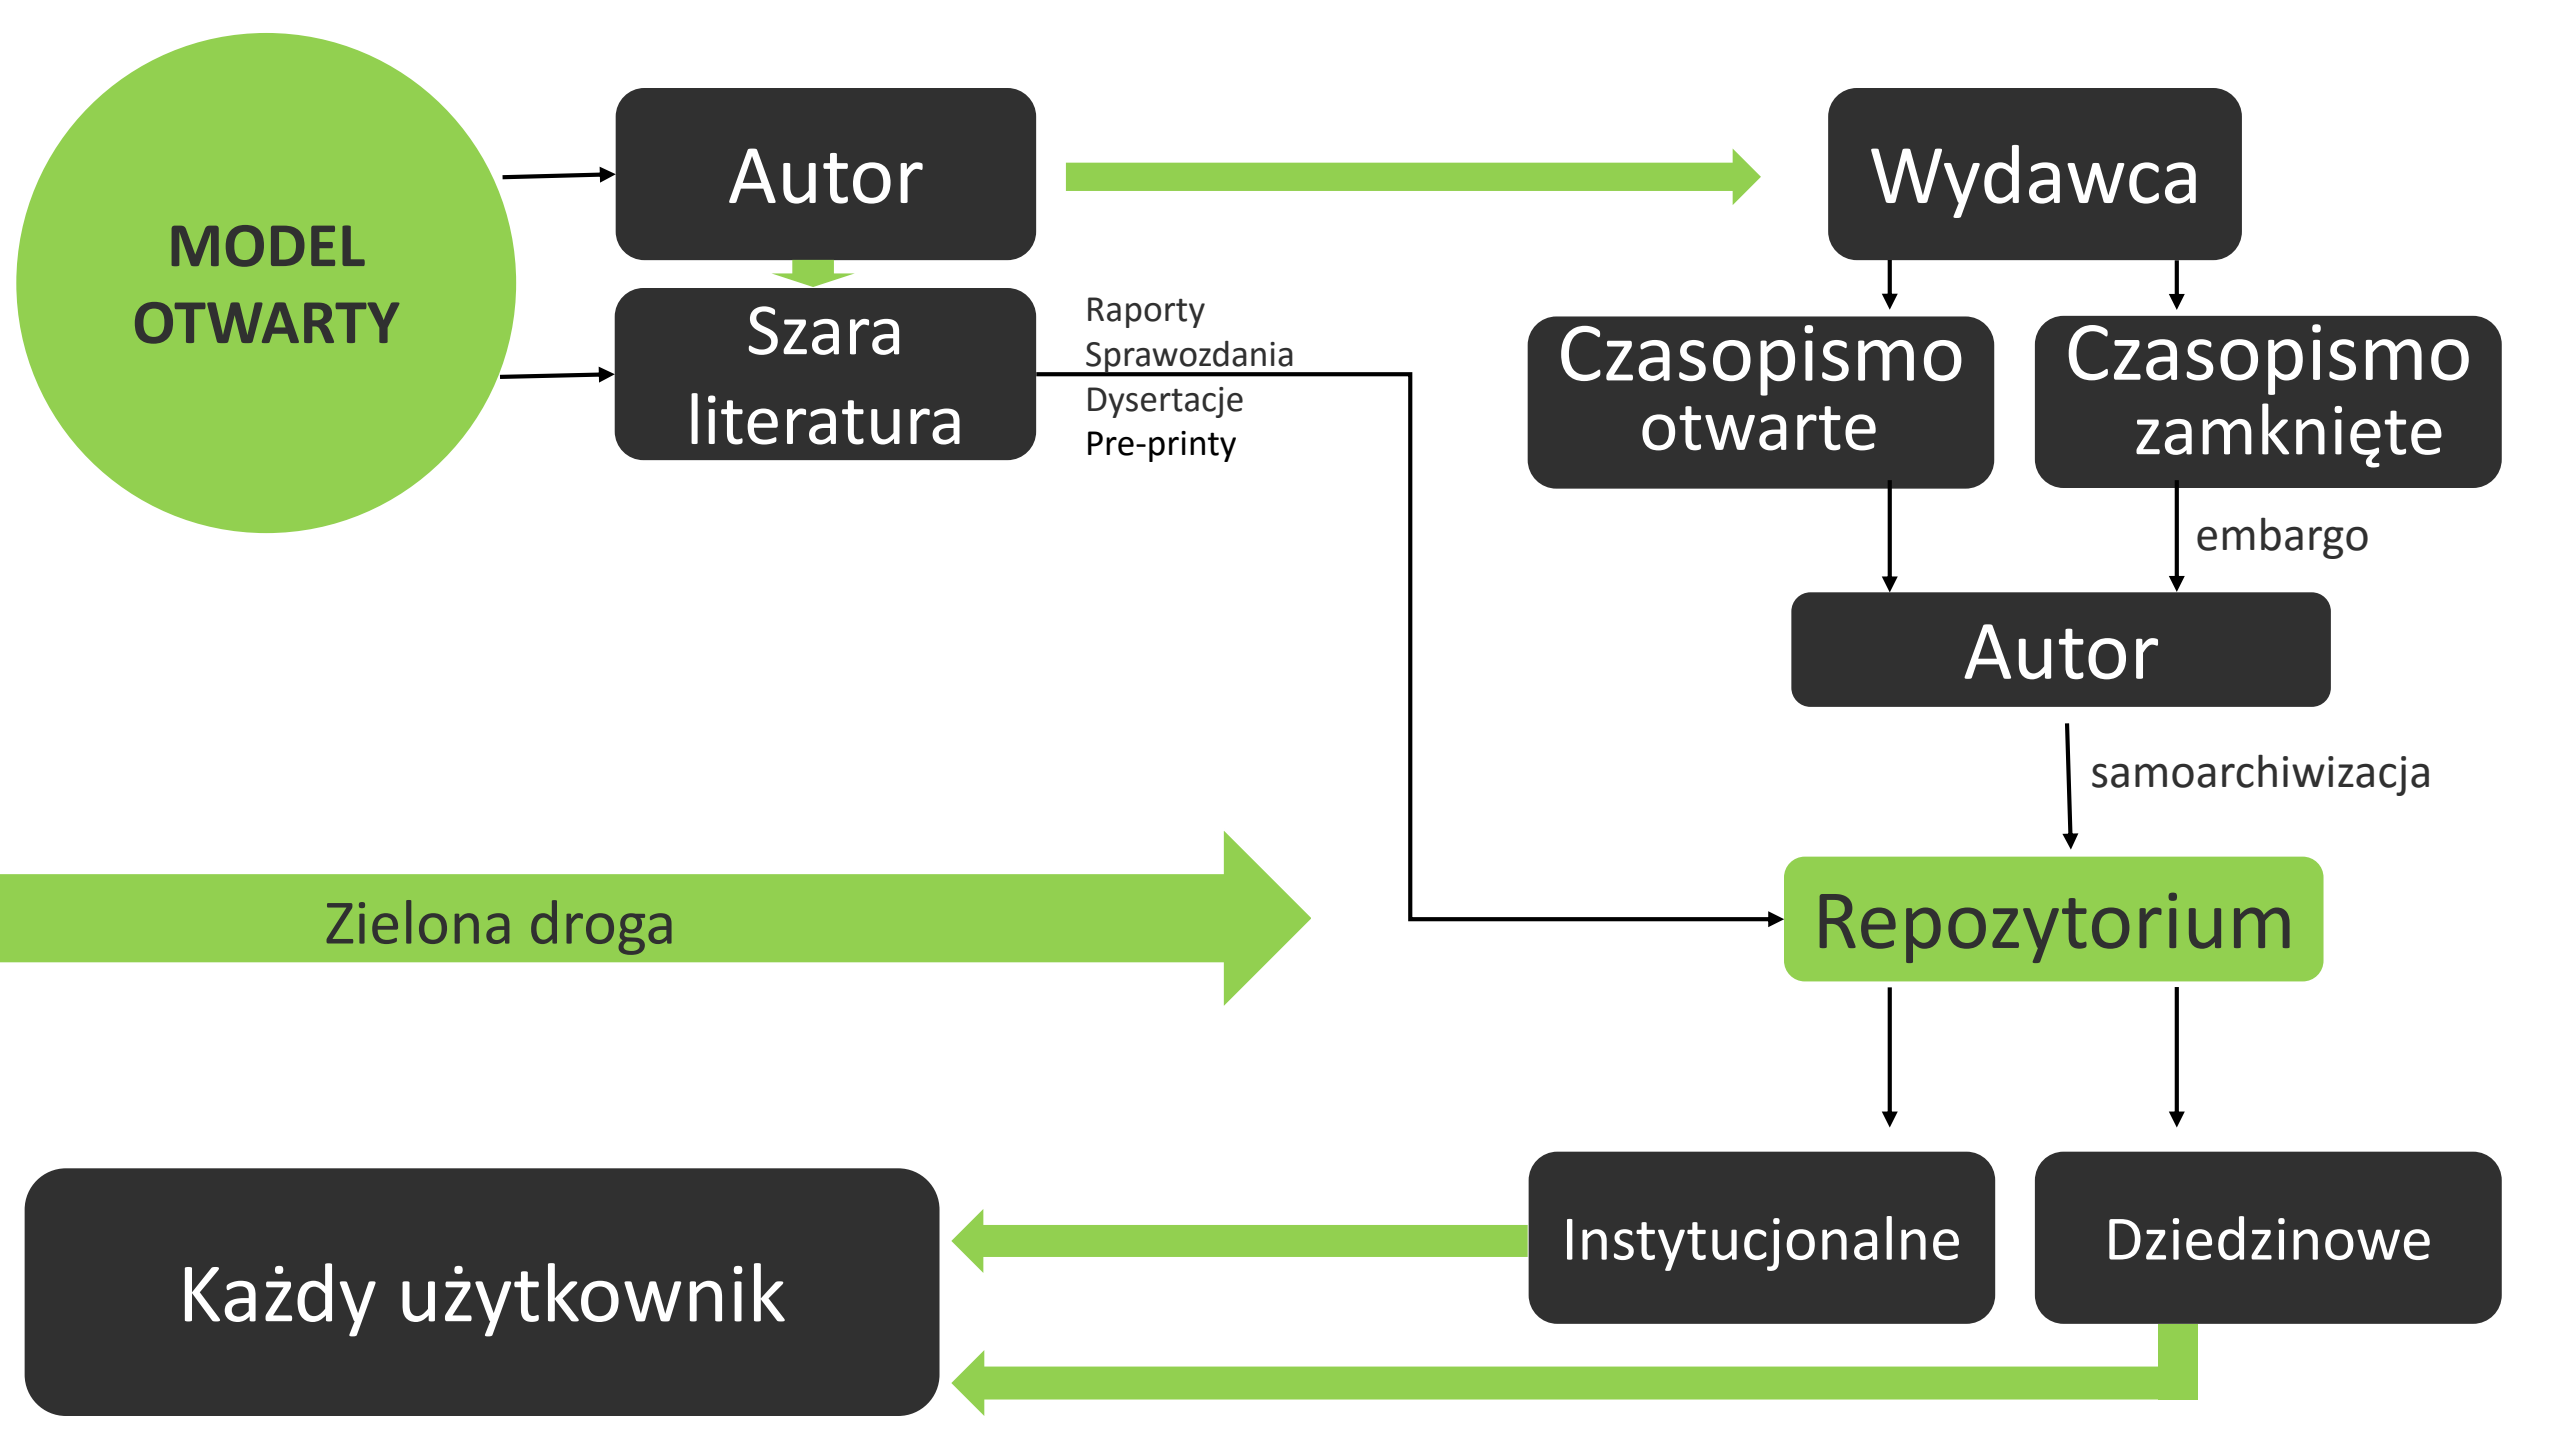 MODEL
OTWARTY
Autor
Wydawca
Szara
literatura
Raporty
Sprawozdania
Dysertacje
Pre-printy
Czasopismo
otwarte
Czasopismo
zamknięte
embargo
Autor
samoarchiwizacja
Zielona droga
Repozytorium
Instytucjonalne
Dziedzinowe
Każdy użytkownik